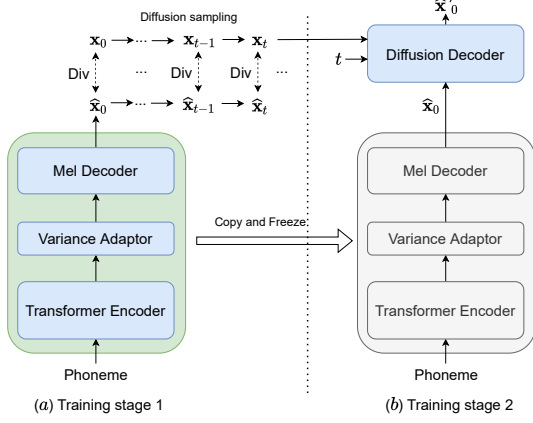 Diffusion sampling
x₀ ... xₜ₋₁ xₜ
Div ... Div Div ...
x̂₀ ... x̂ₜ₋₁ x̂ₜ
Mel Decoder
Variance Adaptor
Transformer Encoder
Phoneme
(a) Training stage 1
Copy and Freeze
t
Diffusion Decoder
x̂₀
Mel Decoder
Variance Adaptor
Transformer Encoder
Phoneme
(b) Training stage 2